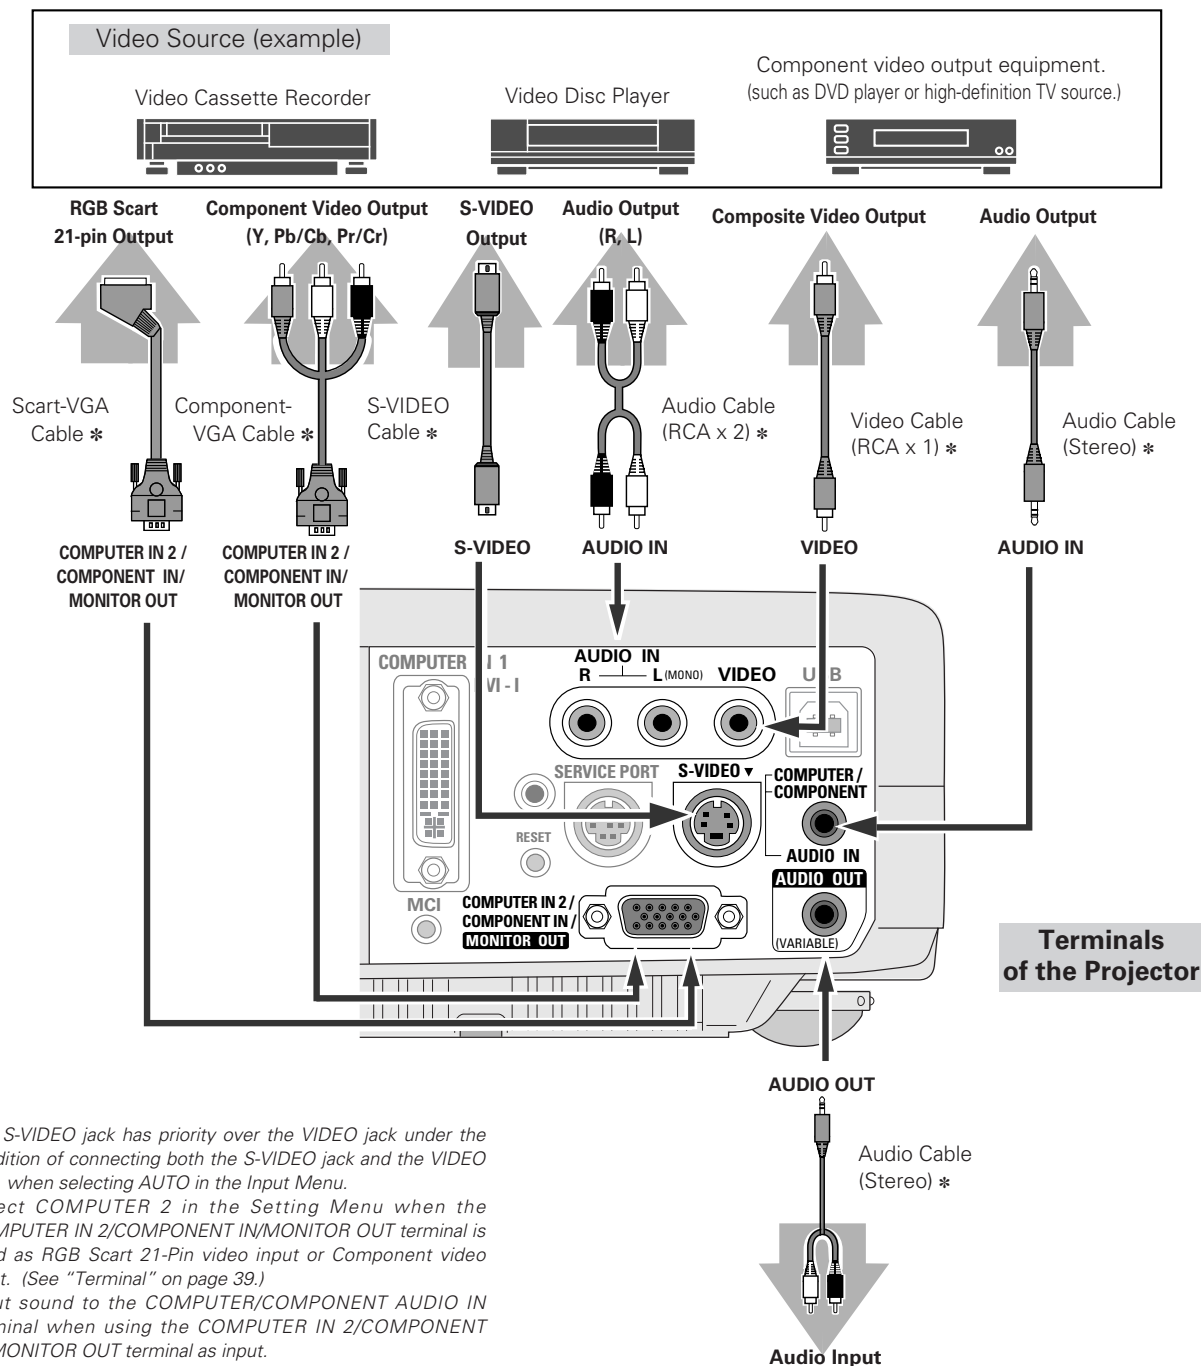 Video Source (example)
Video Cassette Recorder
Video Disc Player
Component video output equipment.
(such as DVD player or high-definition TV source.)
RGB Scart
21-pin Output
Component Video Output
(Y, Pb/Cb, Pr/Cr)
S-VIDEO
Output
Audio Output
(R, L)
Composite Video Output
Audio Output
Scart-VGA
Cable ✻
Component-
VGA Cable ✻
S-VIDEO
Cable ✻
Audio Cable
(RCA x 2) ✻
Video Cable
(RCA x 1) ✻
Audio Cable
(Stereo) ✻
COMPUTER IN 2 /
COMPONENT IN/
MONITOR OUT
COMPUTER IN 2 /
COMPONENT IN/
MONITOR OUT
S-VIDEO
AUDIO IN
VIDEO
AUDIO IN
COMPUTER N 1
VI - I
AUDIO IN
R L (MONO) VIDEO
U B
SERVICE PORT
S-VIDEO ▼
COMPUTER /
COMPONENT
AUDIO IN
RESET
MCI
COMPUTER IN 2 /
COMPONENT IN /
MONITOR OUT
AUDIO OUT
(VARIABLE)
Terminals
of the Projector
AUDIO OUT
Audio Cable
(Stereo) ✻
S-VIDEO jack has priority over the VIDEO jack under the
dition of connecting both the S-VIDEO jack and the VIDEO
when selecting AUTO in the Input Menu.
ect COMPUTER 2 in the Setting Menu when the
MPUTER IN 2/COMPONENT IN/MONITOR OUT terminal is
d as RGB Scart 21-Pin video input or Component video
t. (See “Terminal” on page 39.)
ut sound to the COMPUTER/COMPONENT AUDIO IN
minal when using the COMPUTER IN 2/COMPONENT
MONITOR OUT terminal as input.
Audio Input